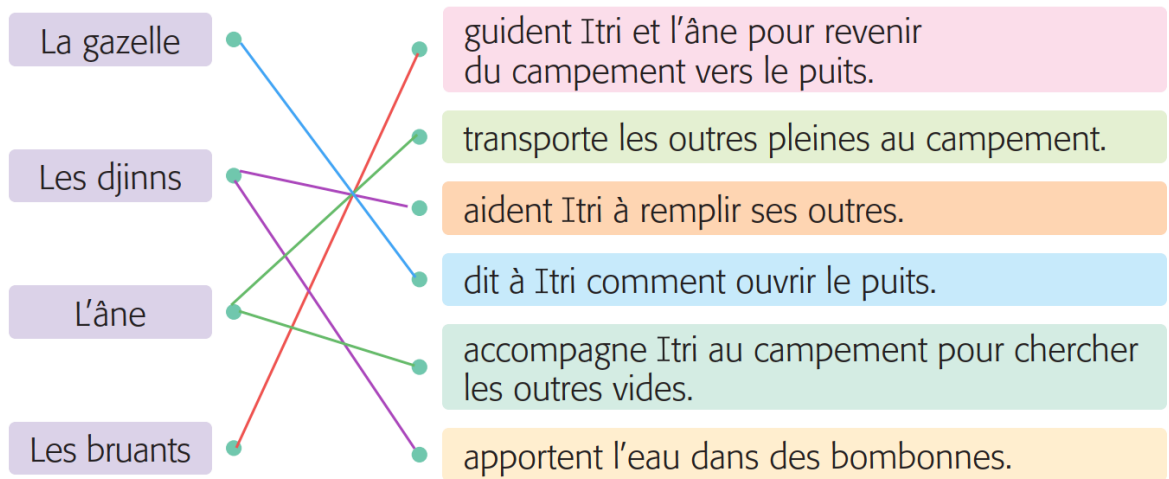 La gazelle
Les djinns
L'âne
Les bruants
guident Itri et l'âne pour revenir
du campement vers le puits.
transporte les outres pleines au campement.
aident Itri à remplir ses outres.
dit à Itri comment ouvrir le puits.
accompagne Itri au campement pour chercher
les outres vides.
apportent l'eau dans des bombonnes.